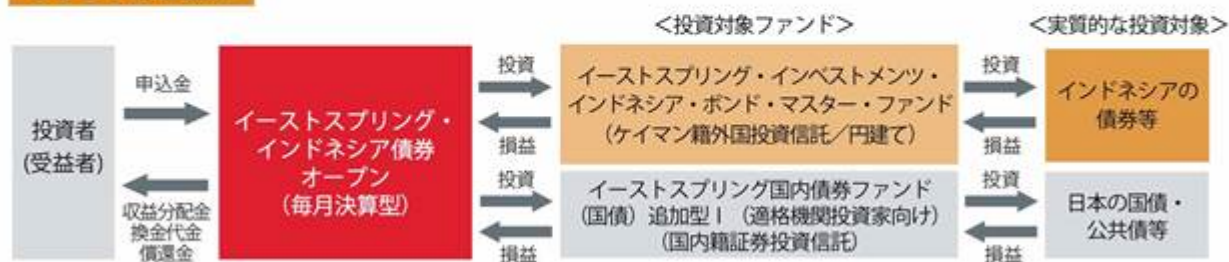 ＜投資対象ファンド＞
＜実質的な投資対象＞
投資者
(受益者)
申込金
収益分配金
換金代金
償還金
イーストスプリング・
インドネシア債券
オープン
(毎月決算型)
投資
損益
投資
損益
イーストスプリング・インベストメンツ・
インドネシア・ボンド・マスター・ファンド
(ケイマン籍外国投資信託／円建て)
イーストスプリング国内債券ファンド
(国債) 追加型Ⅰ (適格機関投資家向け)
(国内籍証券投資信託)
投資
損益
投資
損益
インドネシアの
債券等
日本の国債・
公共債等